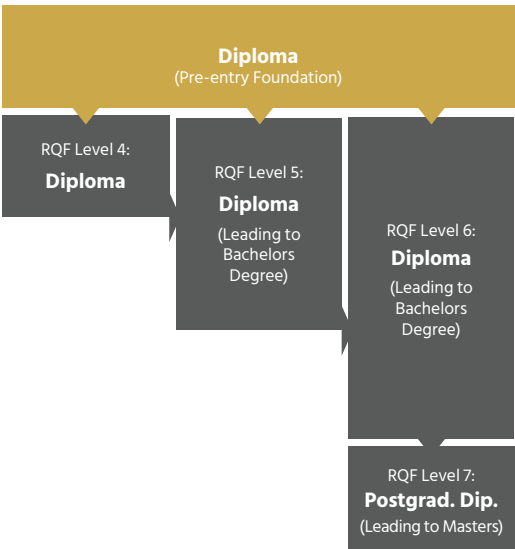 Diploma
(Pre-entry Foundation)
RQF Level 4:
Diploma
RQF Level 5:
Diploma
(Leading to
Bachelors
Degree)
RQF Level 6:
Diploma
(Leading to
Bachelors
Degree)
RQF Level 7:
Postgrad. Dip.
(Leading to Masters)